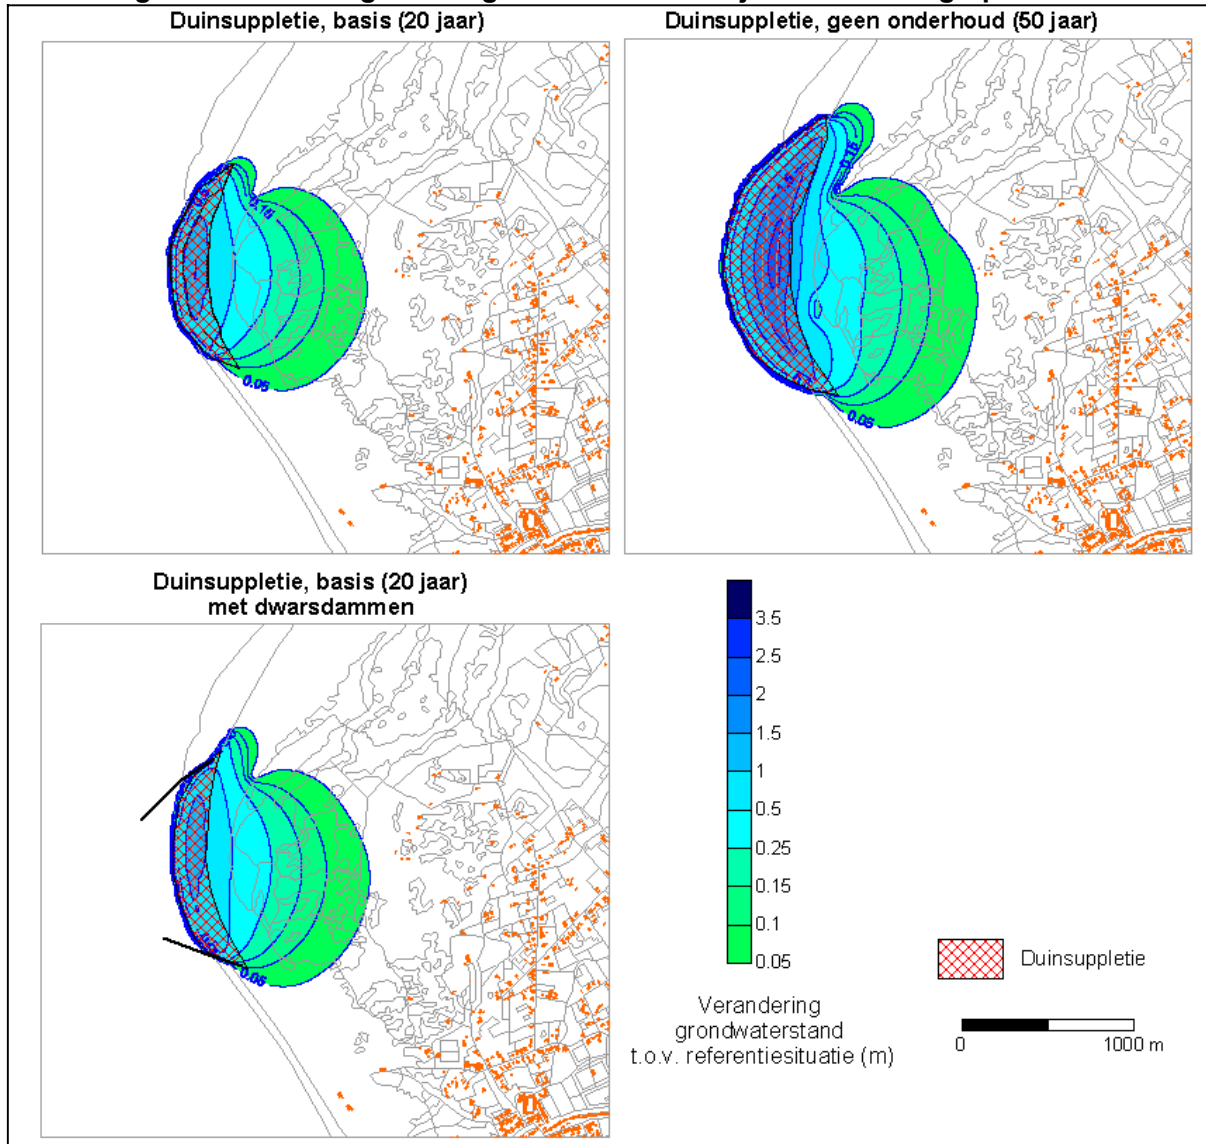 Duinsuppletie, basis (20 jaar)
Duinsuppletie, geen onderhoud (50 jaar)
0.15
0.05
0.15
0.05
Duinsuppletie, basis (20 jaar)
met dwarsdammen
0.05
3.5
2.5
2
1.5
1
0.5
0.25
0.15
0.1
0.05
Verandering
grondwaterstand
t.o.v. referentiesituatie (m)
Duinsuppletie
0
1000 m